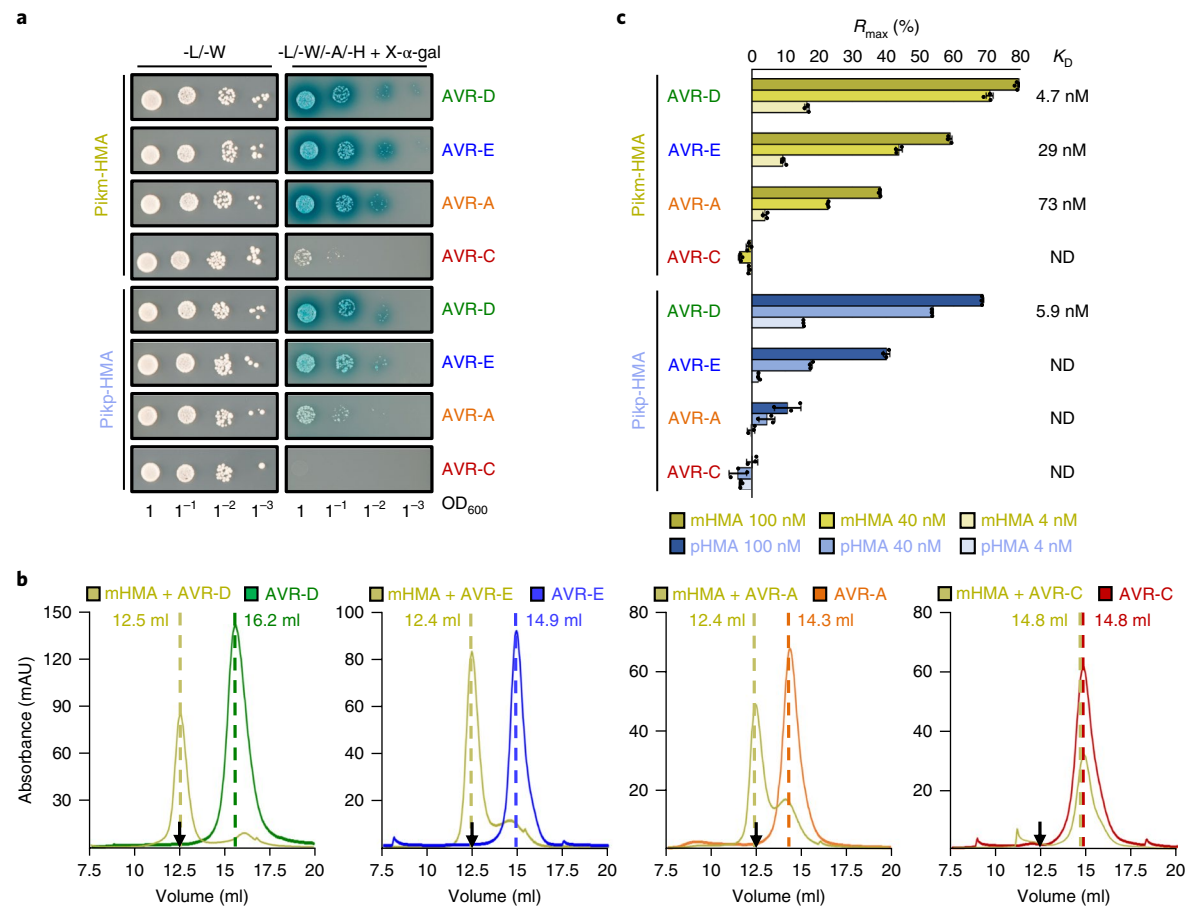 a
-L/-W
-L/-W/-A/-H + X-α-gal
Pikm-HMA
AVR-D
AVR-E
AVR-A
AVR-C
Pikp-HMA
AVR-D
AVR-E
AVR-A
AVR-C
1 1⁻¹ 1⁻² 1⁻³ 1 1⁻¹ 1⁻² 1⁻³ OD₆₀₀
c
Rmax (%)
0 10 20 30 40 50 60 70 80 KD
Pikm-HMA
AVR-D 4.7 nM
AVR-E 29 nM
AVR-A 73 nM
AVR-C ND
Pikp-HMA
AVR-D 5.9 nM
AVR-E ND
AVR-A ND
AVR-C ND
mHMA 100 nM mHMA 40 nM mHMA 4 nM
pHMA 100 nM pHMA 40 nM pHMA 4 nM
b
mHMA + AVR-D AVR-D
12.5 ml 16.2 ml
Absorbance (mAU)
150
120
90
60
30
7.5 10 12.5 15 17.5 20
Volume (ml)
mHMA + AVR-E AVR-E
12.4 ml 14.9 ml
100
80
60
40
20
7.5 10 12.5 15 17.5 20
Volume (ml)
mHMA + AVR-A AVR-A
12.4 ml 14.3 ml
80
60
40
20
7.5 10 12.5 15 17.5 20
Volume (ml)
mHMA + AVR-C AVR-C
14.8 ml 14.8 ml
80
60
40
20
7.5 10 12.5 15 17.5 20
Volume (ml)